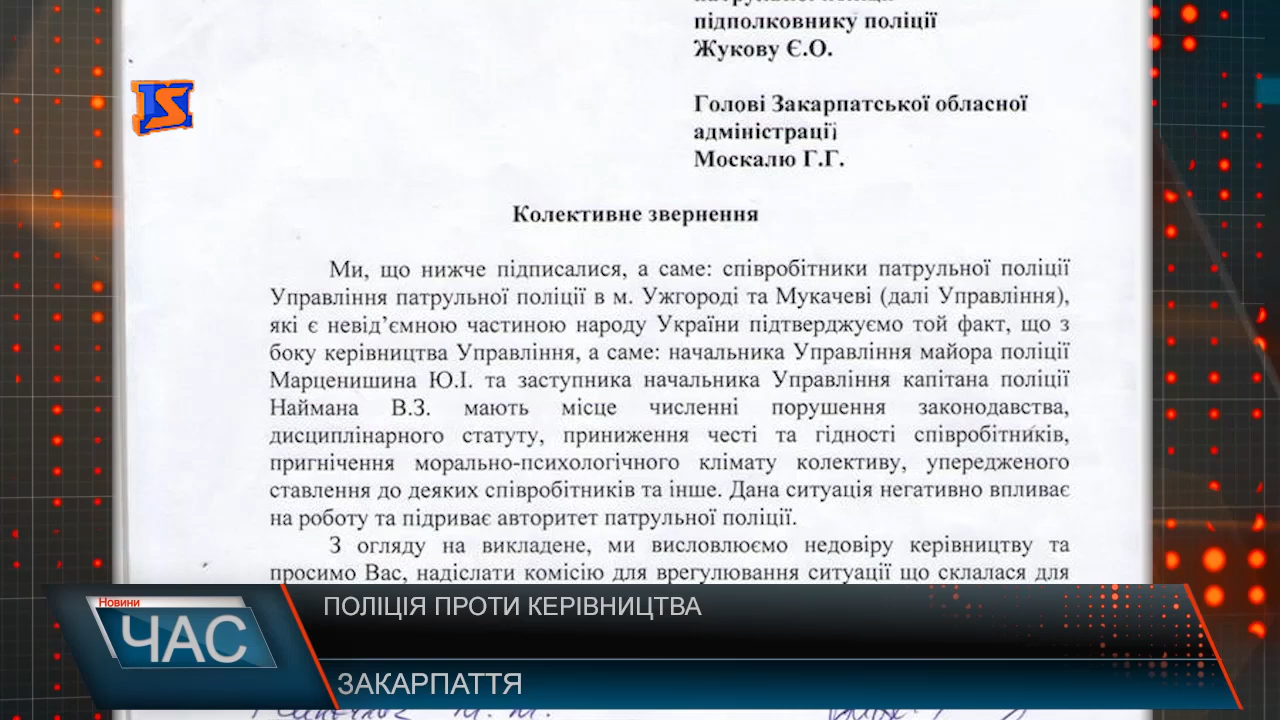 підполковнику поліції
Жукову Є.О.
Голові Закарпатської обласної
адміністрації
Москалю Г.Г.
Колективне звернення
Ми, що нижче підписалися, а саме: співробітники патрульної поліції
Управління патрульної поліції в м. Ужгороді та Мукачеві (далі Управління),
які є невід’ємною частиною народу України підтверджуємо той факт, що з
боку керівництва Управління, а саме: начальника Управління майора поліції
Марценишина Ю.І. та заступника начальника Управління капітана поліції
Наймана В.З. мають місце численні порушення законодавства,
дисциплінарного статуту, приниження честі та гідності співробітників,
пригнічення морально-психологічного клімату колективу, упередженого
ставлення до деяких співробітників та інше. Дана ситуація негативно впливає
на роботу та підриває авторитет патрульної поліції.
З огляду на викладене, ми висловлюємо недовіру керівництву та
просимо Вас, надіслати комісію для врегулювання ситуації що склалася для
Новини
ЧАС
ПОЛІЦІЯ ПРОТИ КЕРІВНИЦТВА
ЗАКАРПАТТЯ